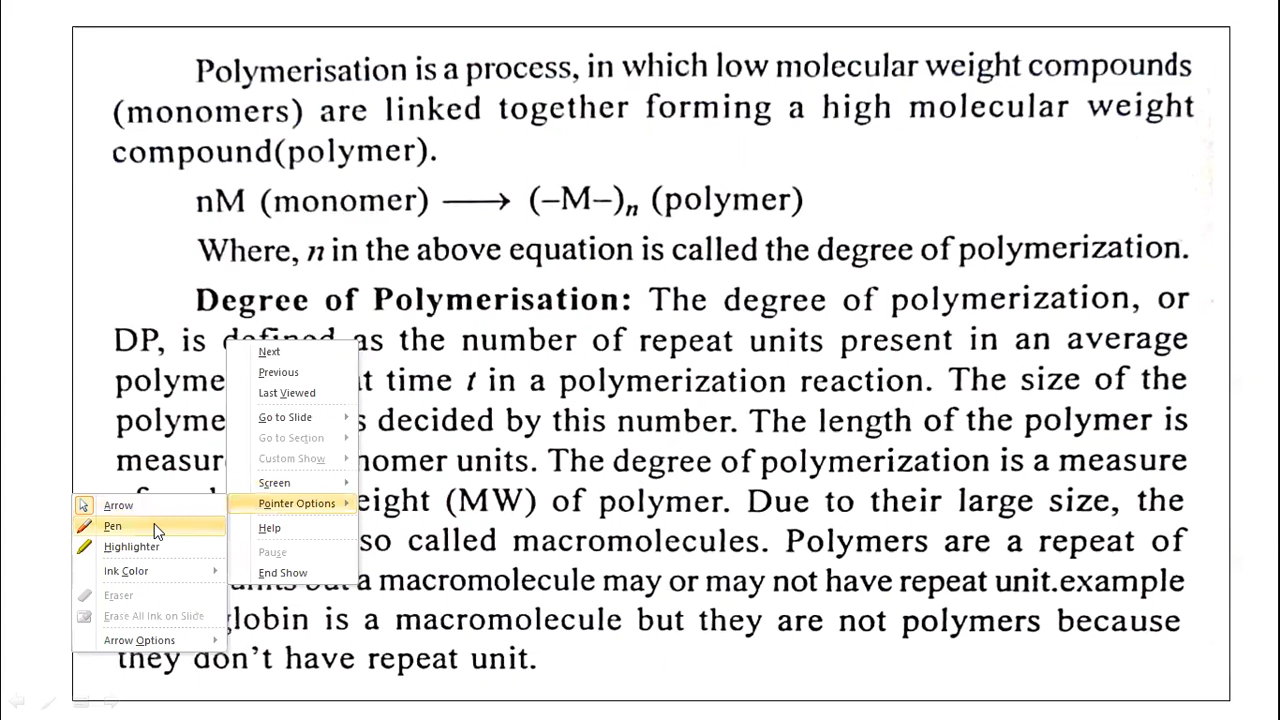 Polymerisation is a process, in which low molecular weight compounds
(monomers) are linked together forming a high molecular weight
compound(polymer).
nM (monomer) ⟶ (–M–)n (polymer)
Where, n in the above equation is called the degree of polymerization.
Degree of Polymerisation: The degree of polymerization, or
DP, is defined as the number of repeat units present in an average
polyme t time t in a polymerization reaction. The size of the
polyme s decided by this number. The length of the polymer is
measur nomer units. The degree of polymerization is a measure
eight (MW) of polymer. Due to their large size, the
so called macromolecules. Polymers are a repeat of
units but a macromolecule may or may not have repeat unit.example
globin is a macromolecule but they are not polymers because
they don't have repeat unit.
Next
Previous
Last Viewed
Go to Slide
Go to Section
Custom Show
Screen
Pointer Options
Help
Pause
End Show
Arrow
Pen
Highlighter
Ink Color
Eraser
Erase All Ink on Slide
Arrow Options